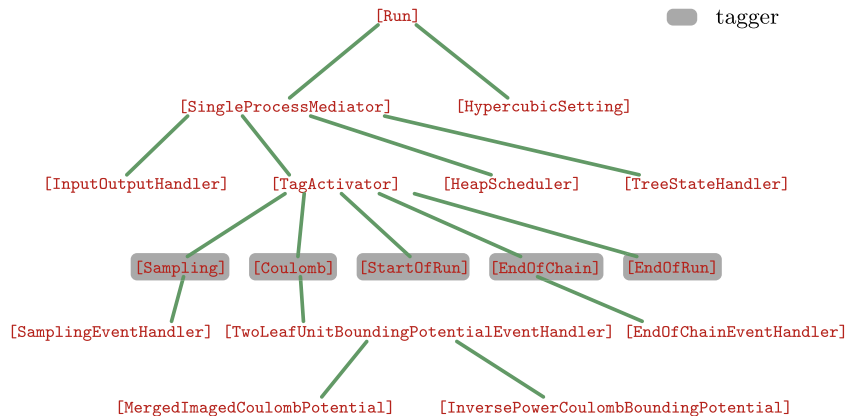 [Run] tagger
[SingleProcessMediator] [HypercubicSetting]
[InputOutputHandler] [TagActivator] [HeapScheduler] [TreeStateHandler]
[Sampling] [Coulomb] [StartOfRun] [EndOfChain] [EndOfRun]
[SamplingEventHandler] [TwoLeafUnitBoundingPotentialEventHandler] [EndOfChainEventHandler]
[MergedImagedCoulombPotential] [InversePowerCoulombBoundingPotential]